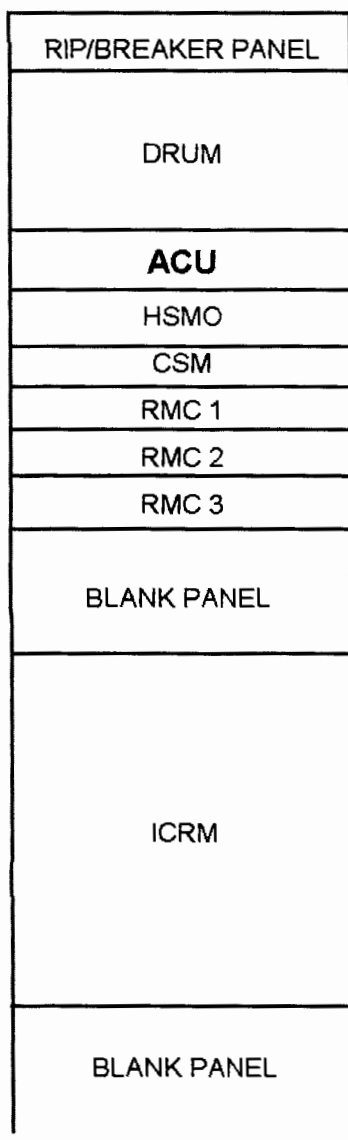 RIP/BREAKER PANEL
DRUM
ACU
HSMO
CSM
RMC 1
RMC 2
RMC 3
BLANK PANEL
ICRM
BLANK PANEL